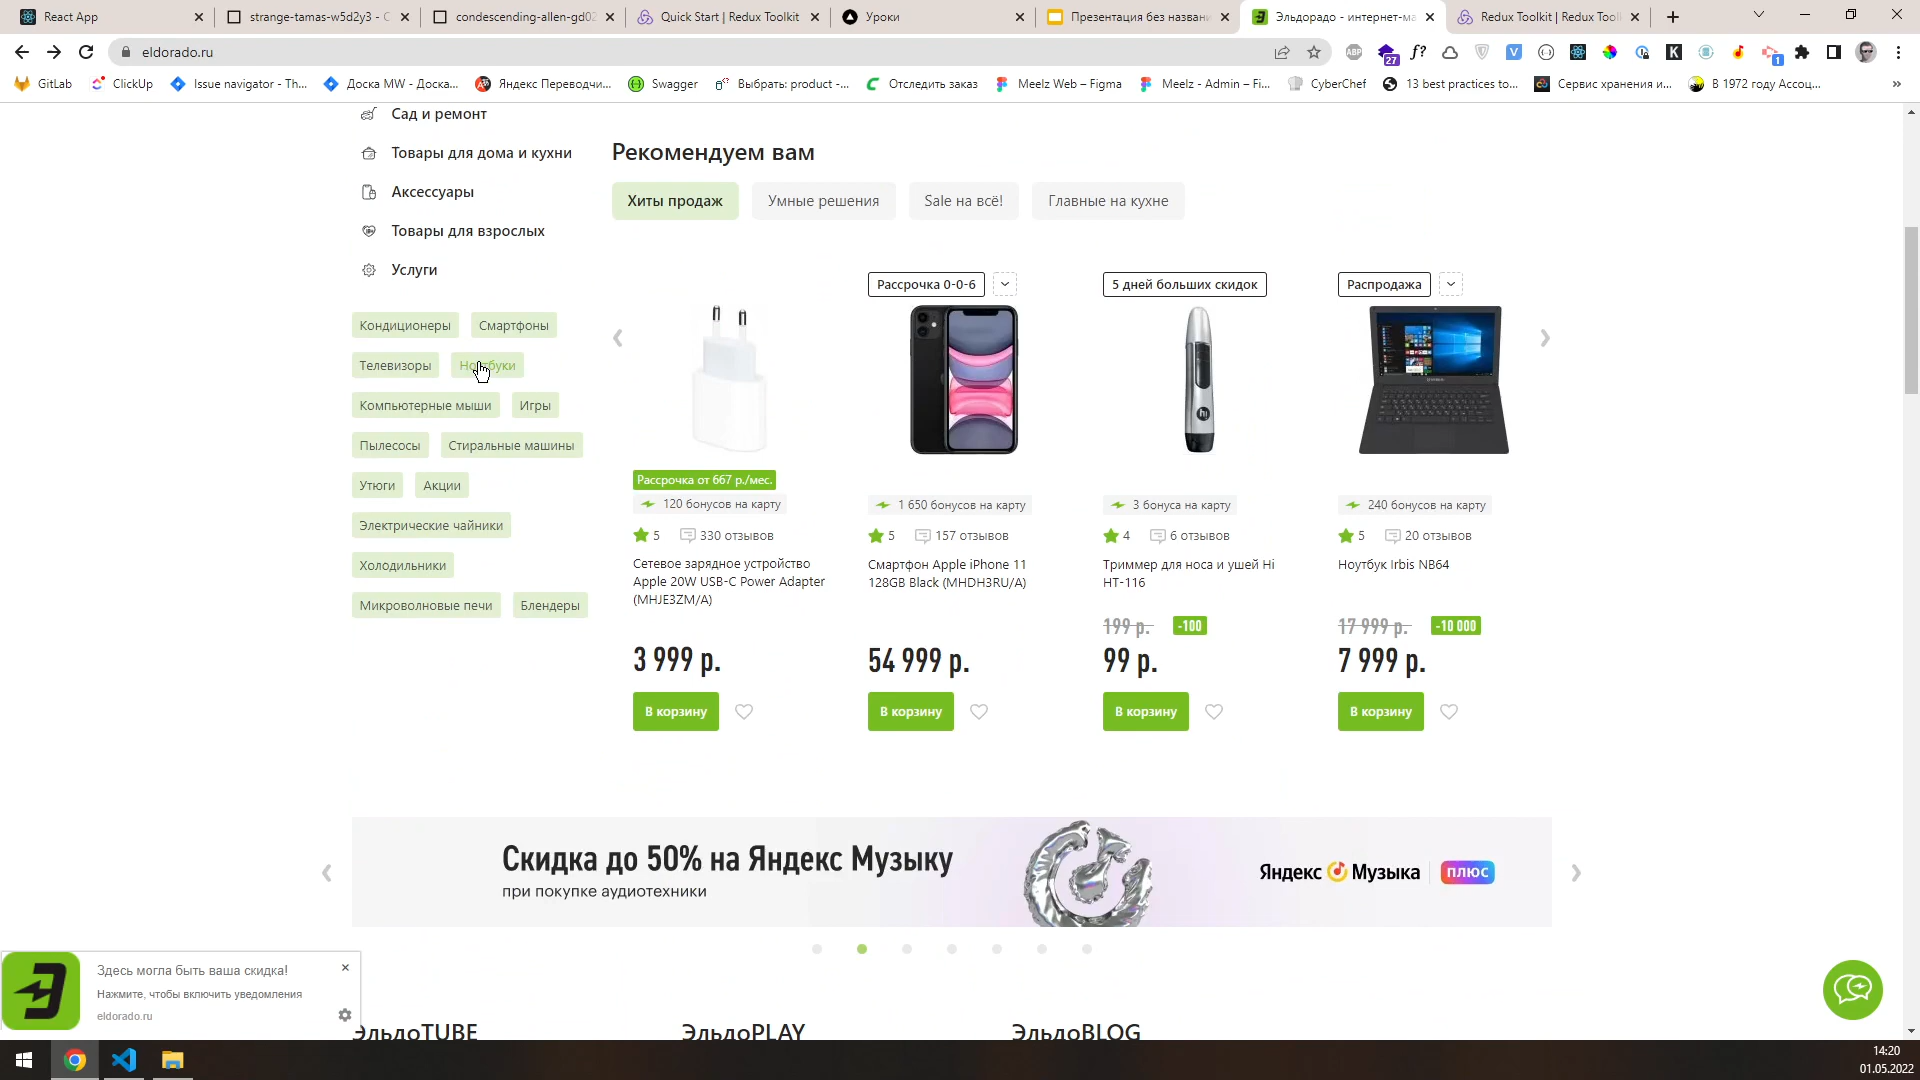 React App
strange-tamas-w5d2y3 - C
condescending-allen-gd02
Quick Start | Redux Toolkit
Уроки
Презентация без названи
Эльдорадо - интернет-ма
Redux Toolkit | Redux Tool
eldorado.ru
ABP
27
f?
V
K
1
GitLab
ClickUp
Issue navigator - Th...
Доска MW - Доска...
Яндекс Переводчи...
Swagger
Выбрать: product -...
Отследить заказ
Meelz Web – Figma
Meelz - Admin – Fi...
CyberChef
13 best practices to...
Сервис хранения и...
В 1972 году Ассоц...
»
Сад и ремонт
Товары для дома и кухни
Аксессуары
Товары для взрослых
Услуги
Кондиционеры
Смартфоны
Телевизоры
Ноутбуки
Компьютерные мыши
Игры
Пылесосы
Стиральные машины
Утюги
Акции
Электрические чайники
Холодильники
Микроволновые печи
Блендеры
Рекомендуем вам
Хиты продаж
Умные решения
Sale на всё!
Главные на кухне
Рассрочка от 667 р./мес.
120 бонусов на карту
5
330 отзывов
Сетевое зарядное устройство
Apple 20W USB-C Power Adapter
(MHJE3ZM/A)
3 999 р.
В корзину
Рассрочка 0-0-6
1 650 бонусов на карту
5
157 отзывов
Смартфон Apple iPhone 11
128GB Black (MHDH3RU/A)
54 999 р.
В корзину
5 дней больших скидок
3 бонуса на карту
4
6 отзывов
Триммер для носа и ушей Hi
HT-116
199 р.
-100
99 р.
В корзину
Распродажа
240 бонусов на карту
5
20 отзывов
Ноутбук Irbis NB64
17 999 р.
-10 000
7 999 р.
В корзину
Скидка до 50% на Яндекс Музыку
при покупке аудиотехники
Яндекс Музыка
ПЛЮС
Здесь могла быть ваша скидка!
Нажмите, чтобы включить уведомления
eldorado.ru
ЭльдоTUBE
ЭльдоPLAY
ЭльдоBLOG
14:20
01.05.2022